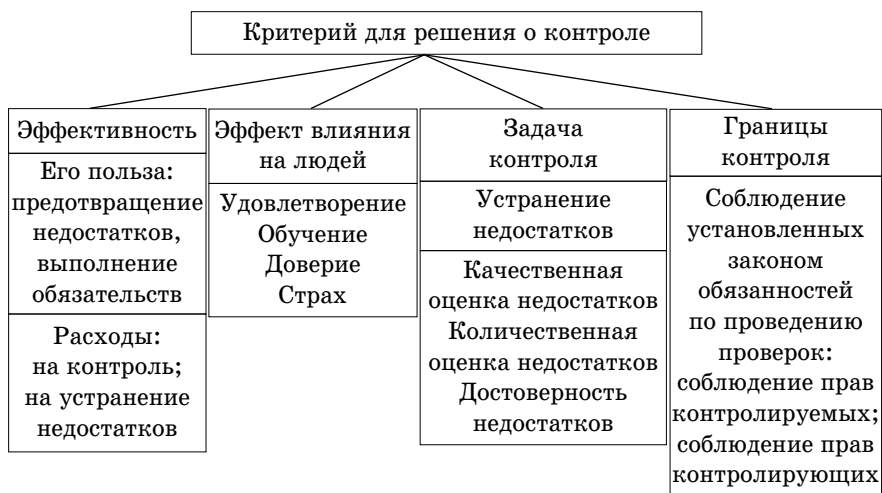 Критерий для решения о контроле
Эффективность
Его польза:
предотвращение
недостатков,
выполнение
обязательств
Расходы:
на контроль;
на устранение
недостатков
Эффект влияния
на людей
Удовлетворение
Обучение
Доверие
Страх
Задача
контроля
Устранение
недостатков
Качественная
оценка недостатков
Количественная
оценка недостатков
Достоверность
недостатков
Границы
контроля
Соблюдение
установленных
законом
обязанностей
по проведению
проверок:
соблюдение прав
контролируемых;
соблюдение прав
контролирующих